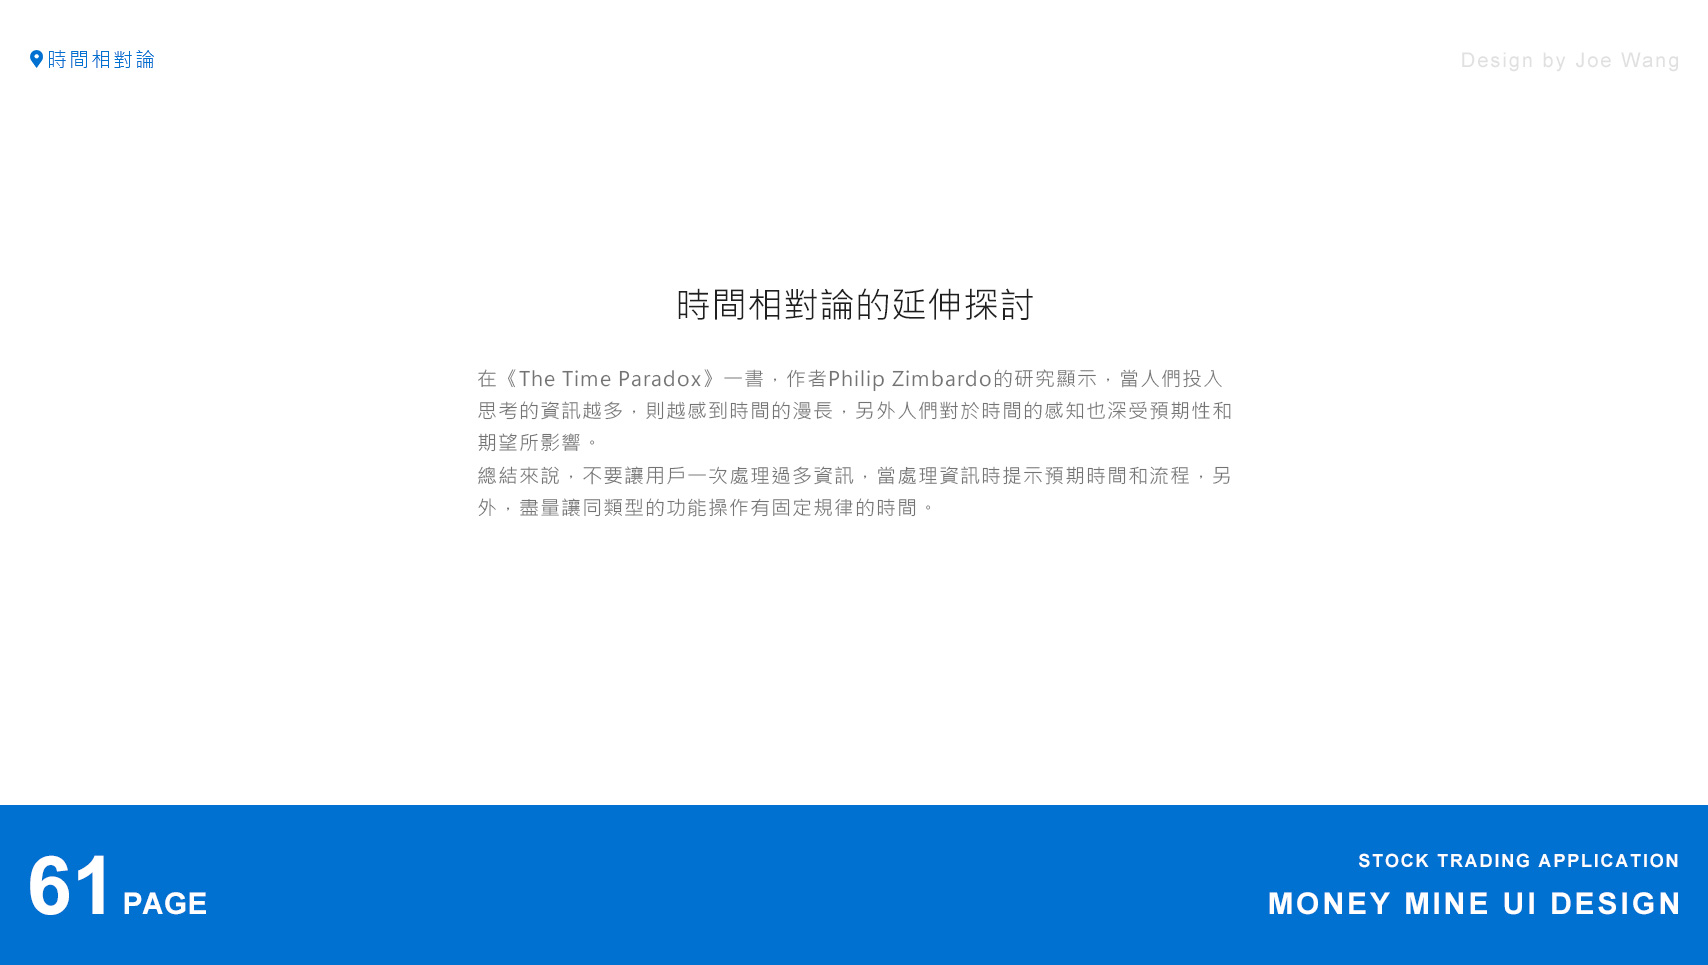 時間相對論
Design by Joe Wang
時間相對論的延伸探討
在《The Time Paradox》一書，作者Philip Zimbardo的研究顯示，當人們投入
思考的資訊越多，則越感到時間的漫長，另外人們對於時間的感知也深受預期性和
期望所影響。
總結來說，不要讓用戶一次處理過多資訊，當處理資訊時提示預期時間和流程，另
外，盡量讓同類型的功能操作有固定規律的時間。
61 PAGE
STOCK TRADING APPLICATION
MONEY MINE UI DESIGN